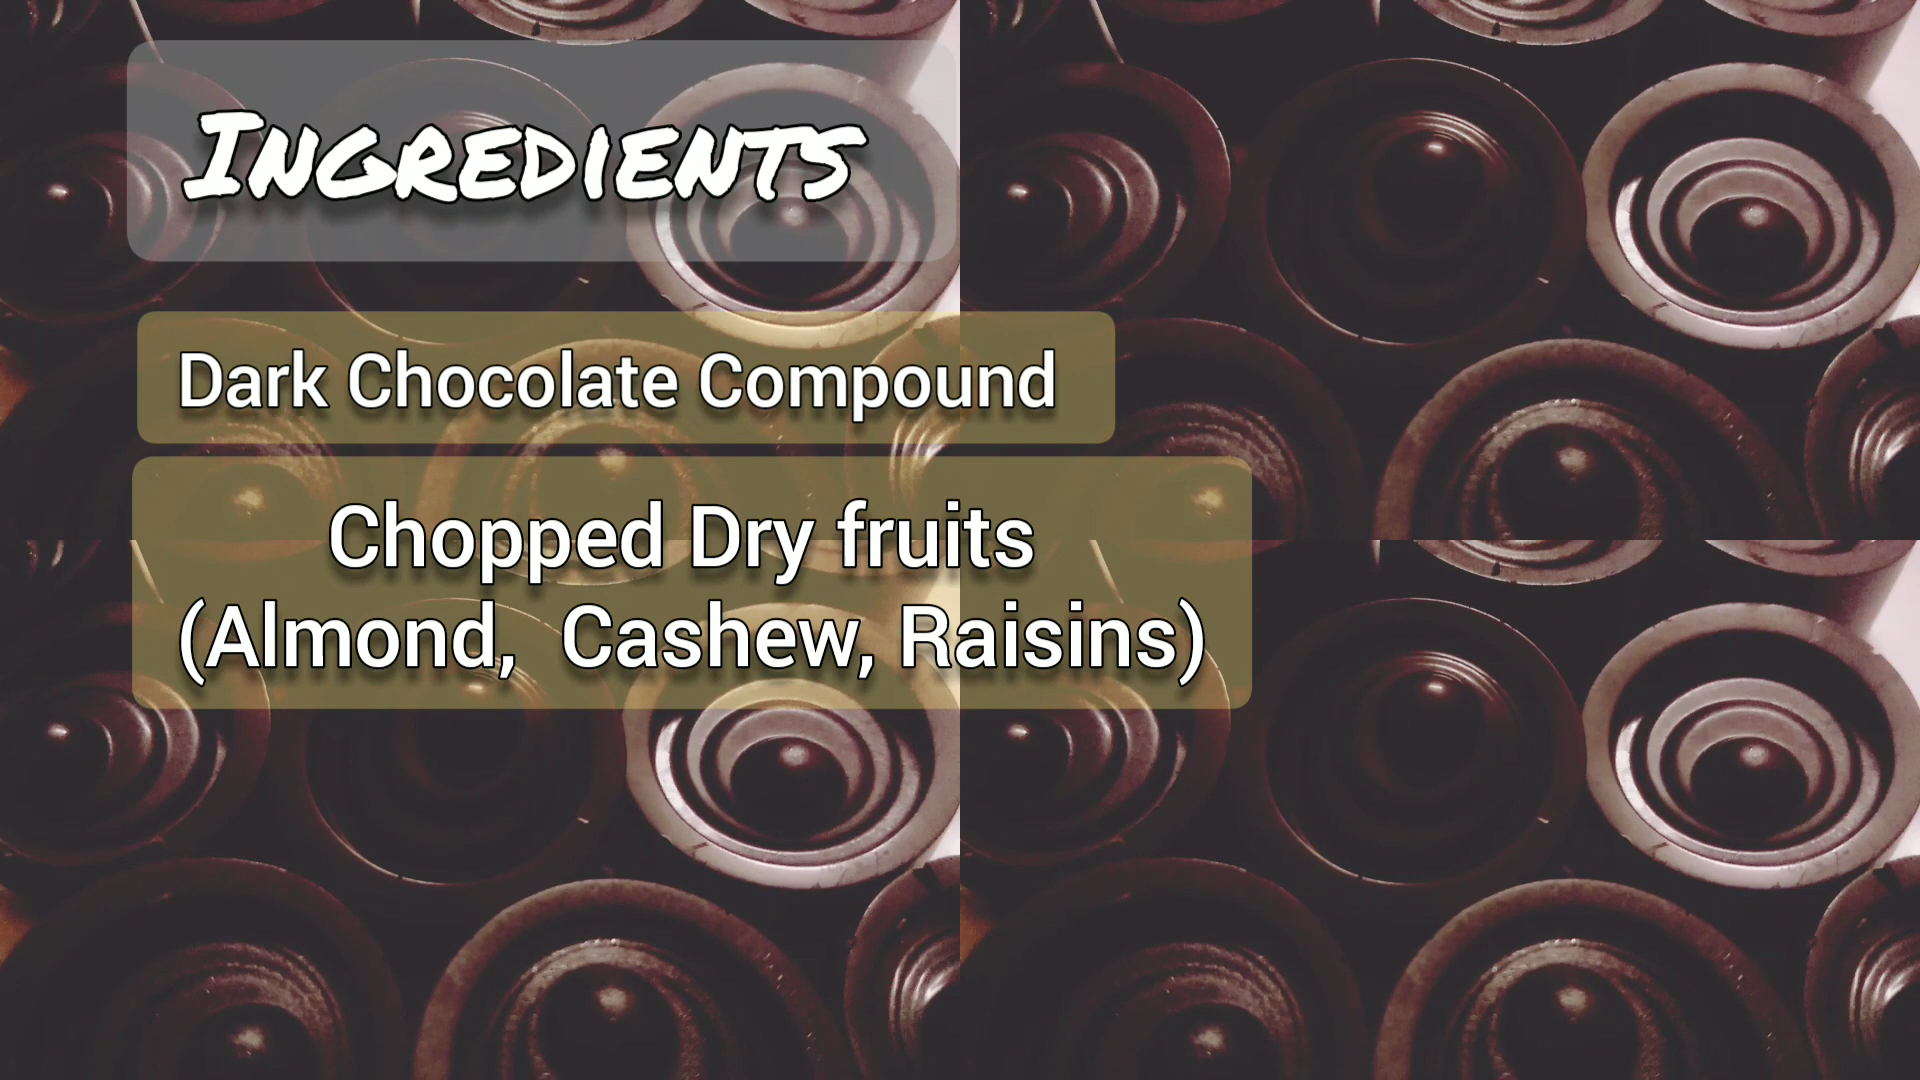 Ingredients
Dark Chocolate Compound
Chopped Dry fruits
(Almond,  Cashew, Raisins)